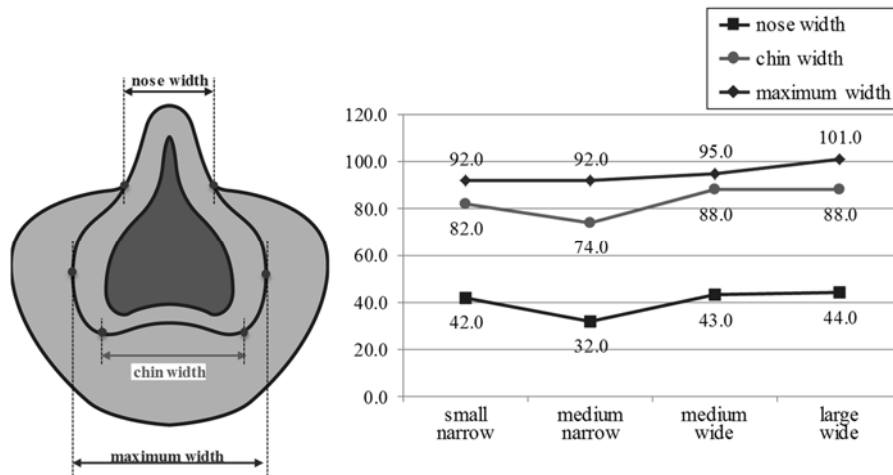 nose width
chin width
maximum width
nose width
chin width
maximum width
120.0
100.0
80.0
60.0
40.0
20.0
0.0
92.0
92.0
95.0
101.0
82.0
74.0
88.0
88.0
42.0
32.0
43.0
44.0
small
narrow
medium
narrow
medium
wide
large
wide